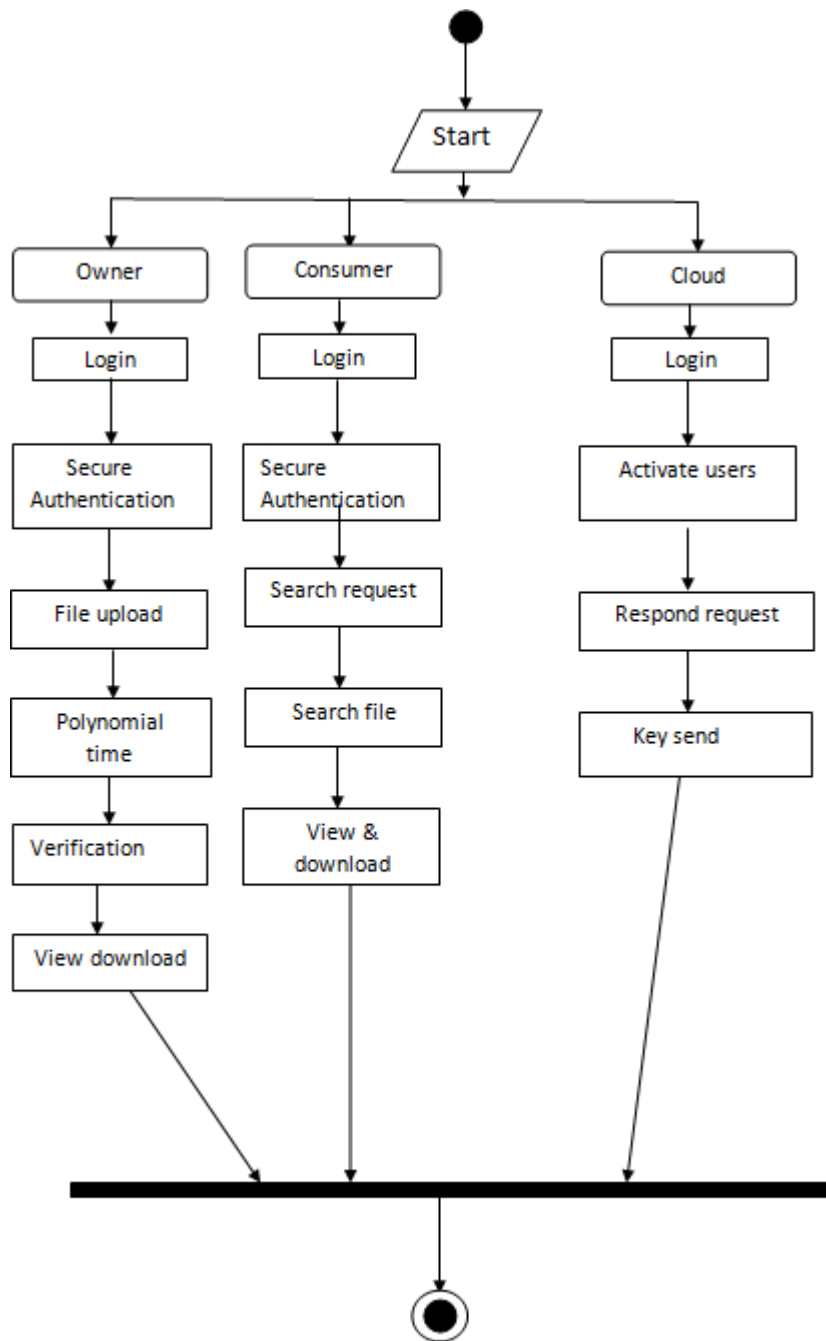 Start
Owner
Consumer
Cloud
Login
Login
Login
Secure
Authentication
Secure
Authentication
Activate users
File upload
Search request
Respond request
Polynomial
time
Search file
Key send
Verification
View &
download
View download